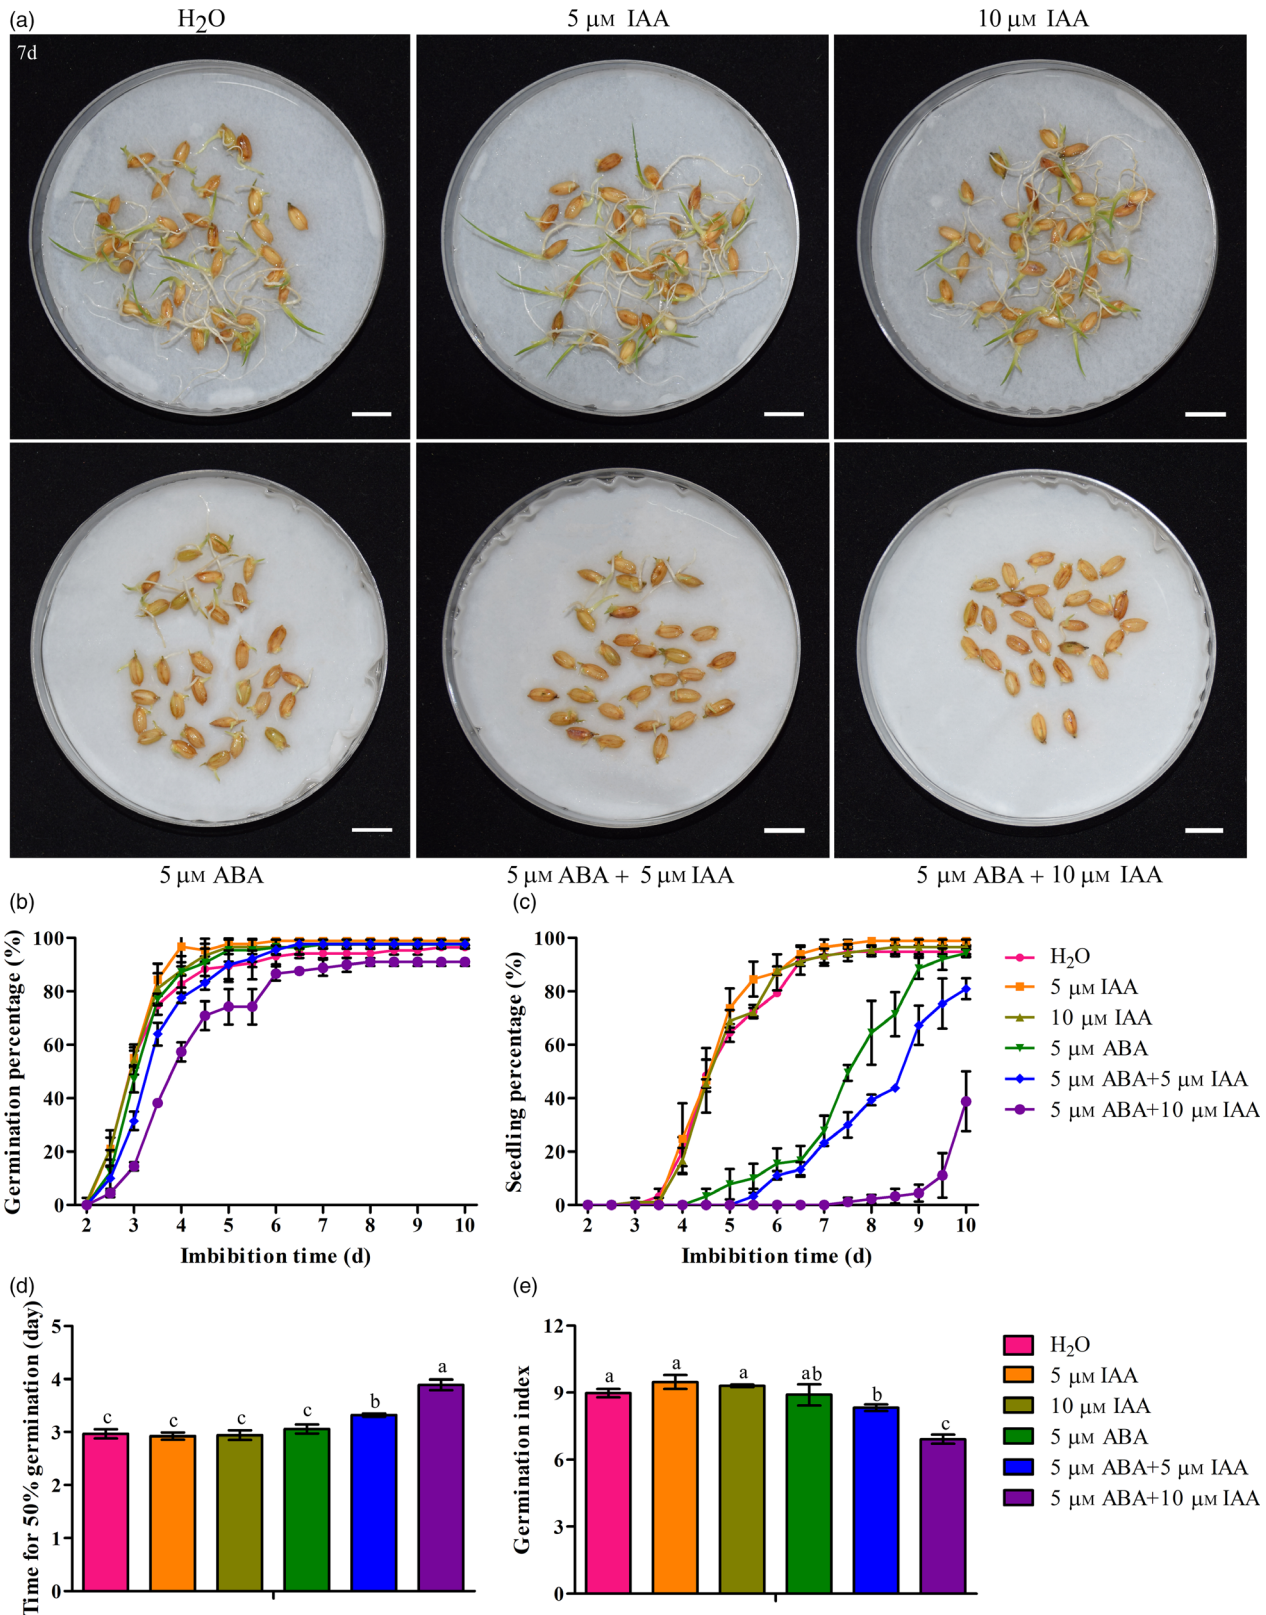 (a)
H2O
5 μM IAA
10 μM IAA
7d
5 μM ABA
5 μM ABA + 5 μM IAA
5 μM ABA + 10 μM IAA
(b)
Germination percentage (%)
100
80
60
40
20
0
2 3 4 5 6 7 8 9 10
Imbibition time (d)
(c)
Seedling percentage (%)
100
80
60
40
20
0
2 3 4 5 6 7 8 9 10
Imbibition time (d)
H2O
5 μM IAA
10 μM IAA
5 μM ABA
5 μM ABA+5 μM IAA
5 μM ABA+10 μM IAA
(d)
Time for 50% germination (day)
5
4
3
2
1
0
c c c c b a
(e)
Germination index
12
9
6
3
0
a a a ab b c
H2O
5 μM IAA
10 μM IAA
5 μM ABA
5 μM ABA+5 μM IAA
5 μM ABA+10 μM IAA